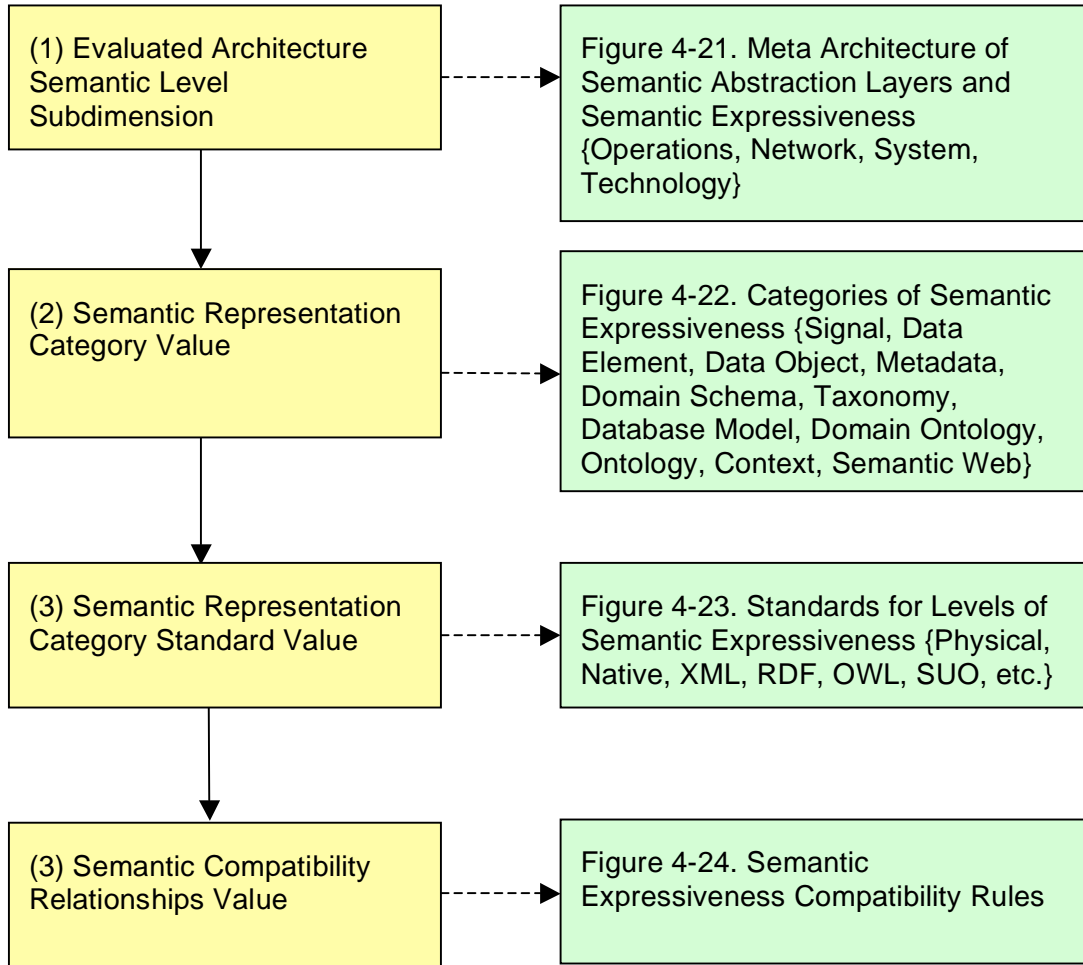 (1) Evaluated Architecture
Semantic Level
Subdimension
Figure 4-21. Meta Architecture of
Semantic Abstraction Layers and
Semantic Expressiveness
{Operations, Network, System,
Technology}
(2) Semantic Representation
Category Value
Figure 4-22. Categories of Semantic
Expressiveness {Signal, Data
Element, Data Object, Metadata,
Domain Schema, Taxonomy,
Database Model, Domain Ontology,
Ontology, Context, Semantic Web}
(3) Semantic Representation
Category Standard Value
Figure 4-23. Standards for Levels of
Semantic Expressiveness {Physical,
Native, XML, RDF, OWL, SUO, etc.}
(3) Semantic Compatibility
Relationships Value
Figure 4-24. Semantic
Expressiveness Compatibility Rules